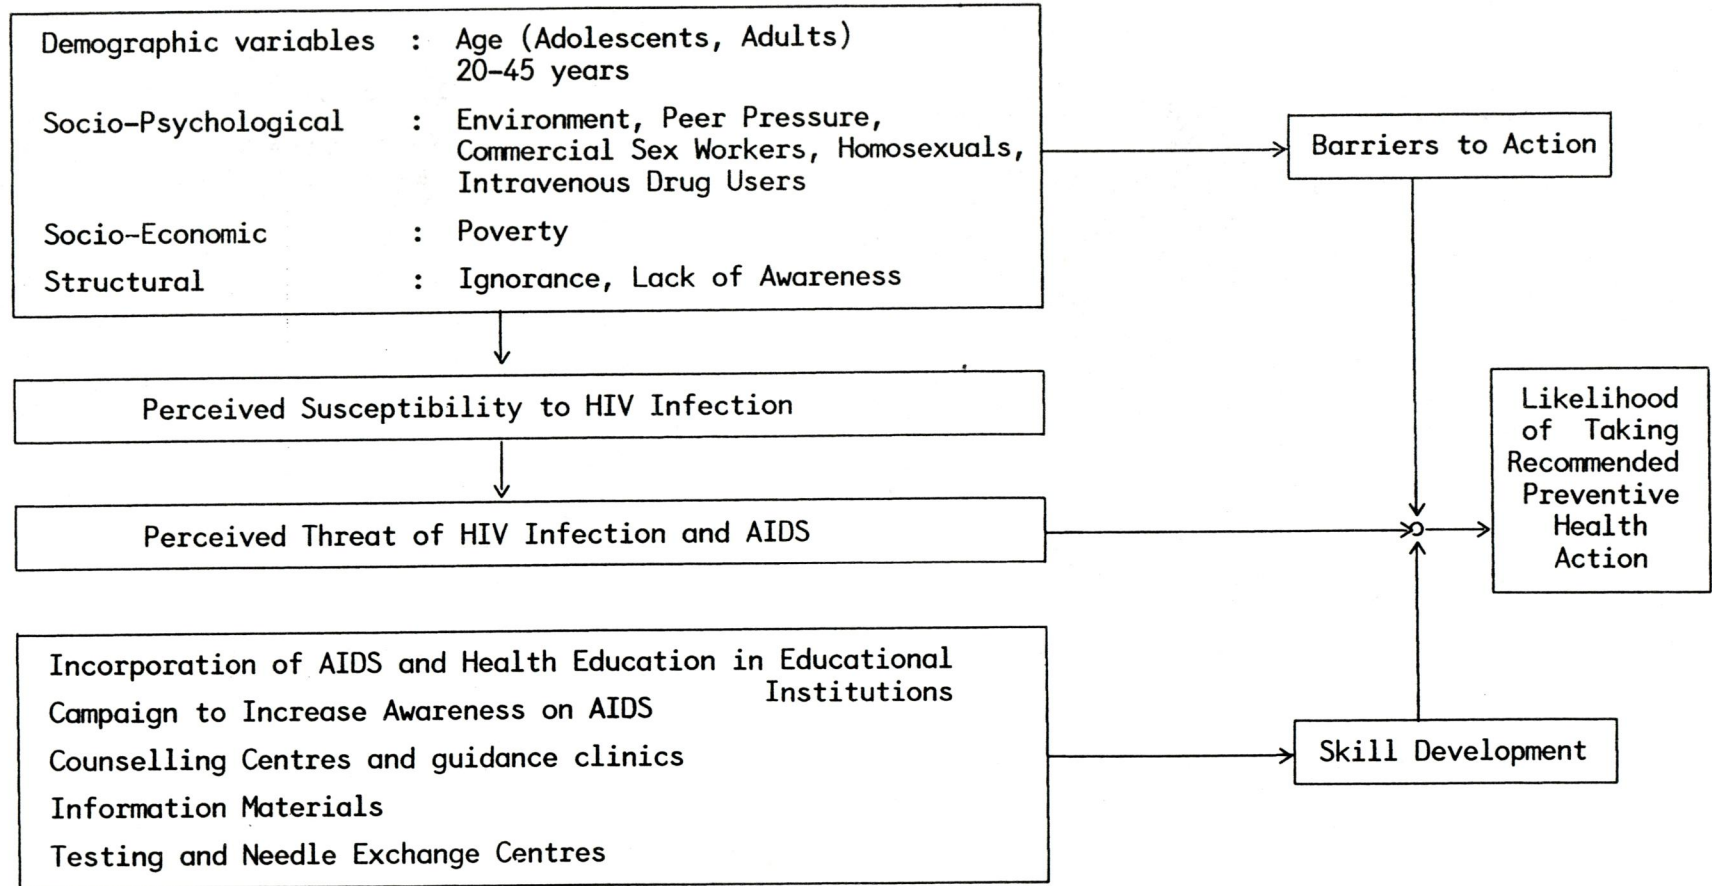 Demographic variables : Age (Adolescents, Adults)
20-45 years
Socio-Psychological : Environment, Peer Pressure,
Commercial Sex Workers, Homosexuals,
Intravenous Drug Users
Socio-Economic : Poverty
Structural : Ignorance, Lack of Awareness
Barriers to Action
Perceived Susceptibility to HIV Infection
Perceived Threat of HIV Infection and AIDS
Likelihood
of Taking
Recommended
Preventive
Health
Action
Incorporation of AIDS and Health Education in Educational
Institutions
Campaign to Increase Awareness on AIDS
Counselling Centres and guidance clinics
Information Materials
Testing and Needle Exchange Centres
Skill Development